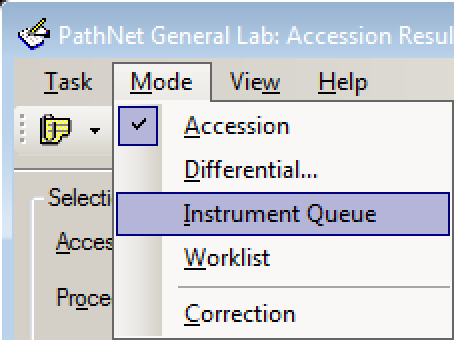 PathNet General Lab: Accession Resul
Task Mode View Help
Accession
Differential...
Selecti
Instrument Queue
Acces
Worklist
Proce
Correction